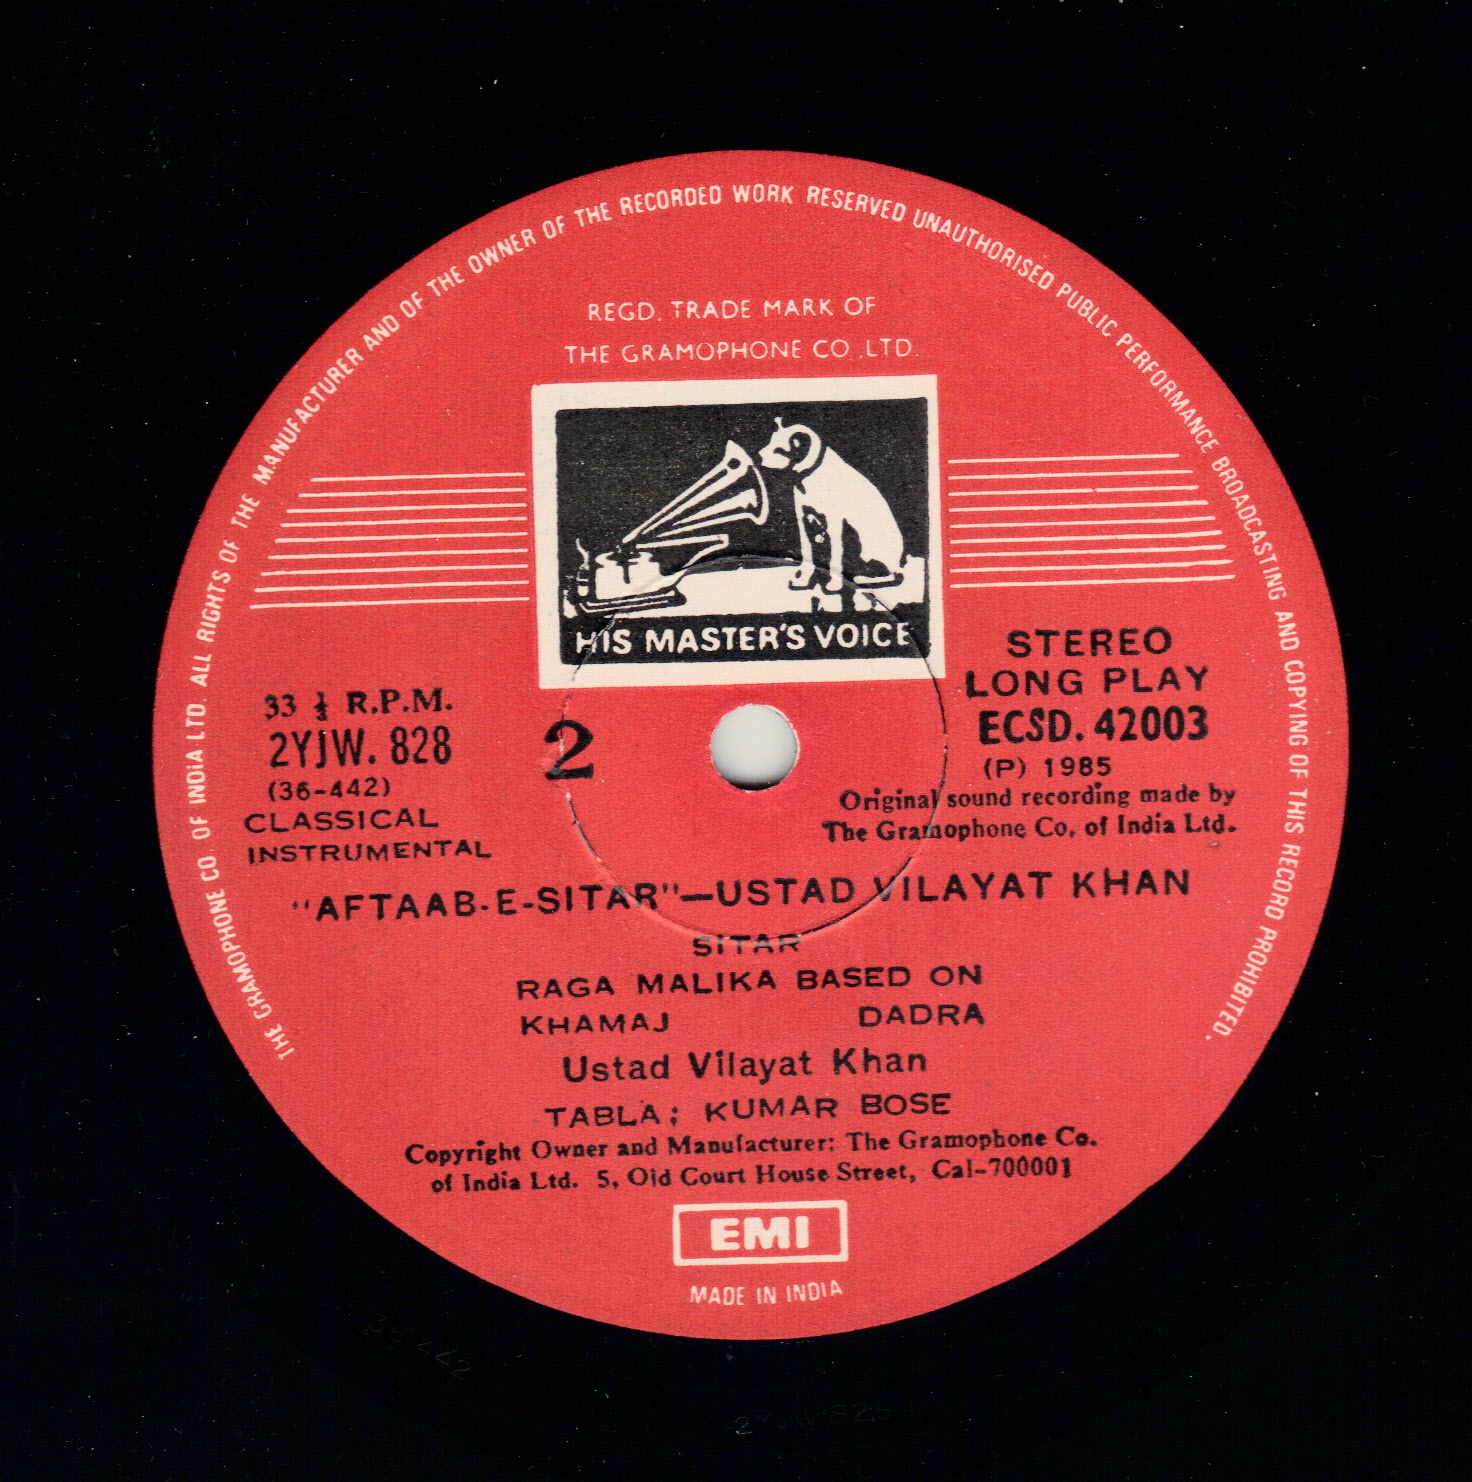 THE GRAMOPHONE CO. OF INDIA LTD. ALL RIGHTS OF THE MANUFACTURER AND OF THE OWNER OF THE RECORDED WORK RESERVED UNAUTHORISED PUBLIC PERFORMANCE BROADCASTING AND COPYING OF THIS RECORD PROHIBITED.
REGD. TRADE MARK OF
THE GRAMOPHONE CO .LTD.
HIS MASTER'S VOICE
33 ⅓ R.P.M.
2YJW. 828
(36-442)
CLASSICAL
INSTRUMENTAL
2
STEREO
LONG PLAY
ECSD. 42003
(P) 1985
Original sound recording made by
The Gramophone Co. of India Ltd.
"AFTAAB-E-SITAR"—USTAD VILAYAT KHAN
SITAR
RAGA MALIKA BASED ON
KHAMAJ DADRA
Ustad Vilayat Khan
TABLA; KUMAR BOSE
Copyright Owner and Manufacturer: The Gramophone Co.
of India Ltd. 5, Old Court House Street, Cal-700001
EMI
MADE IN INDIA